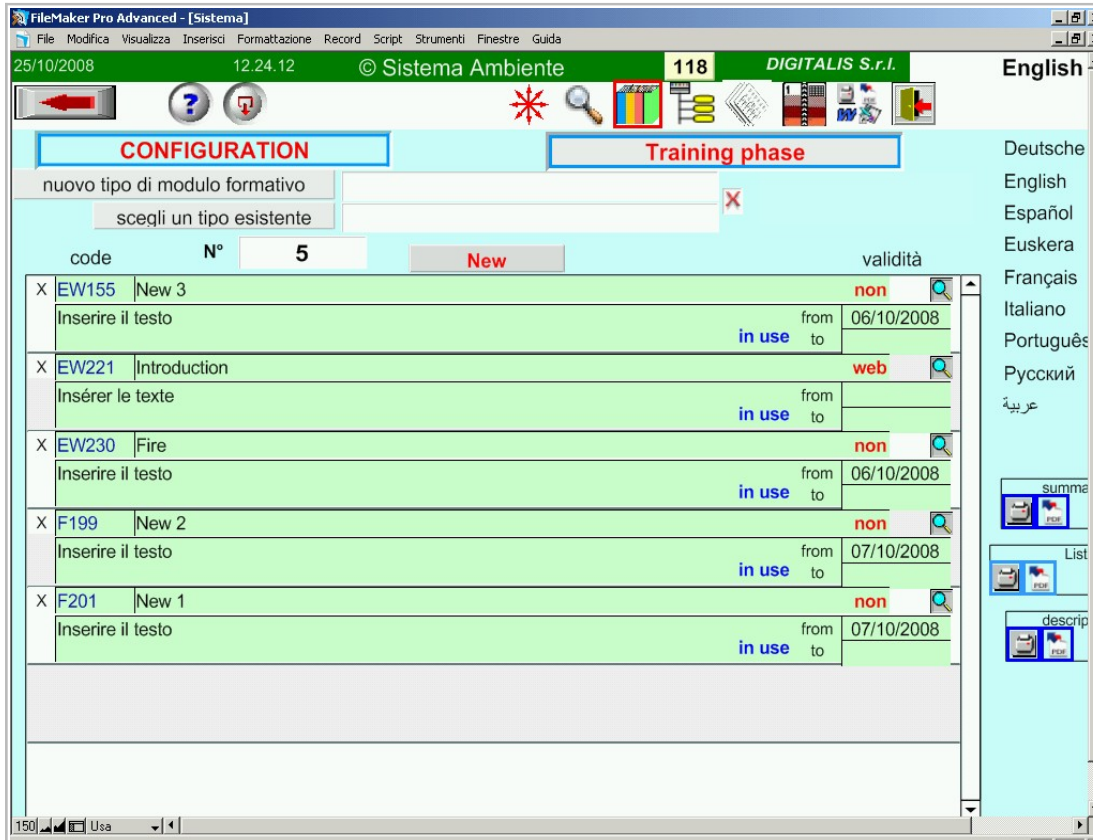 FileMaker Pro Advanced - [Sistema]
File Modifica Visualizza Inserisci Formattazione Record Script Strumenti Finestre Guida
25/10/2008 12.24.12 © Sistema Ambiente 118 DIGITALIS S.r.l. English
CONFIGURATION Training phase
nuovo tipo di modulo formativo
scegli un tipo esistente
code N° 5 New validità
X EW155 New 3 non
Inserire il testo from 06/10/2008
in use to
X EW221 Introduction web
Insérer le texte from
in use to
X EW230 Fire non
Inserire il testo from 06/10/2008
in use to
X F199 New 2 non
Inserire il testo from 07/10/2008
in use to
X F201 New 1 non
Inserire il testo from 07/10/2008
in use to
Deutsche
English
Español
Euskera
Français
Italiano
Português
Русский
عربية
summa
PDF
List
PDF
descrip
PDF
150 Usa